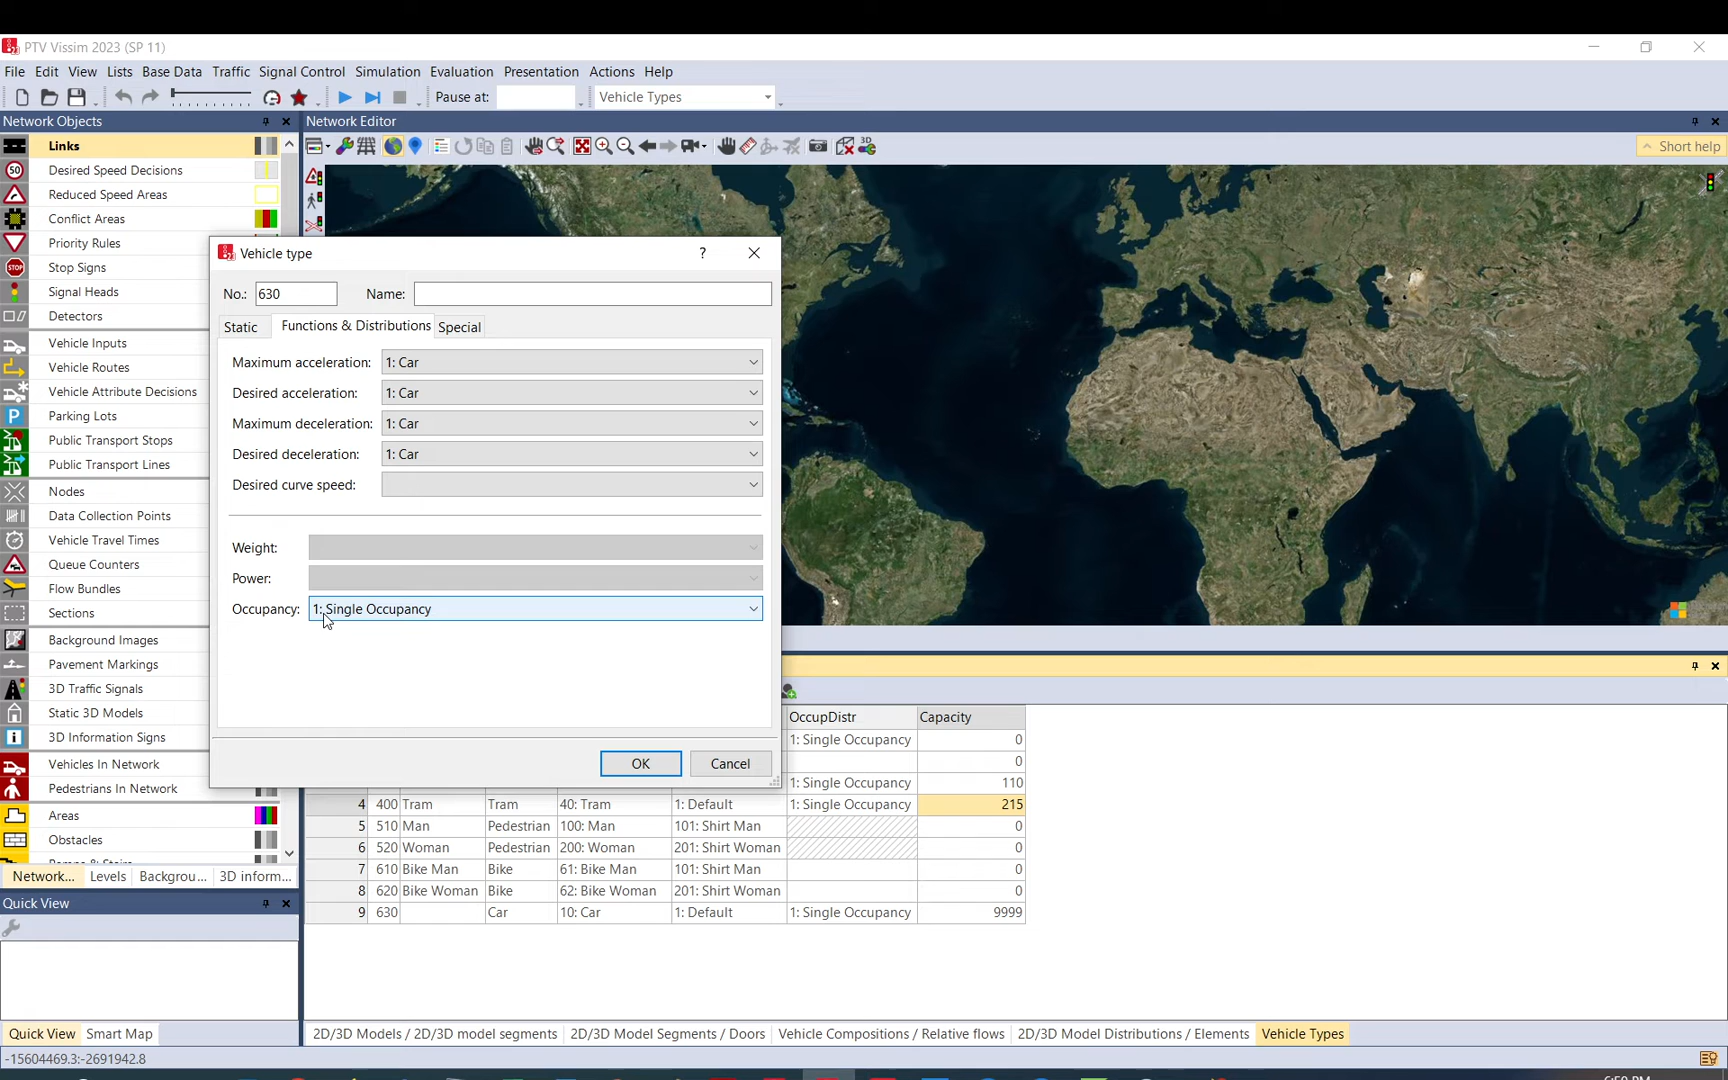 PTV Vissim 2023 (SP 11)
File Edit View Lists Base Data Traffic Signal Control Simulation Evaluation Presentation Actions Help
Pause at: Vehicle Types
Network Objects
Network Editor
Links
Short help
50 Desired Speed Decisions
Reduced Speed Areas
Conflict Areas
Priority Rules
STOP Stop Signs
Signal Heads
Detectors
Vehicle Inputs
Vehicle Routes
Vehicle Attribute Decisions
P Parking Lots
Public Transport Stops
Public Transport Lines
Nodes
Data Collection Points
Vehicle Travel Times
Queue Counters
Flow Bundles
Sections
Background Images
Pavement Markings
3D Traffic Signals
Static 3D Models
3D Information Signs
Vehicles In Network
Pedestrians In Network
Areas
Obstacles
Network... Levels Backgrou... 3D inform...
Quick View
Quick View Smart Map
Vehicle type ?
No.: 630 Name:
Static Functions & Distributions Special
Maximum acceleration: 1: Car
Desired acceleration: 1: Car
Maximum deceleration: 1: Car
Desired deceleration: 1: Car
Desired curve speed:
Weight:
Power:
Occupancy: 1: Single Occupancy
OK Cancel
OccupDistr Capacity
1: Single Occupancy 0
0
1: Single Occupancy 110
4 400 Tram Tram 40: Tram 1: Default 1: Single Occupancy 215
5 510 Man Pedestrian 100: Man 101: Shirt Man 0
6 520 Woman Pedestrian 200: Woman 201: Shirt Woman 0
7 610 Bike Man Bike 61: Bike Man 101: Shirt Man 0
8 620 Bike Woman Bike 62: Bike Woman 201: Shirt Woman 0
9 630 Car 10: Car 1: Default 1: Single Occupancy 9999
2D/3D Models / 2D/3D model segments 2D/3D Model Segments / Doors Vehicle Compositions / Relative flows 2D/3D Model Distributions / Elements Vehicle Types
-15604469.3:-2691942.8